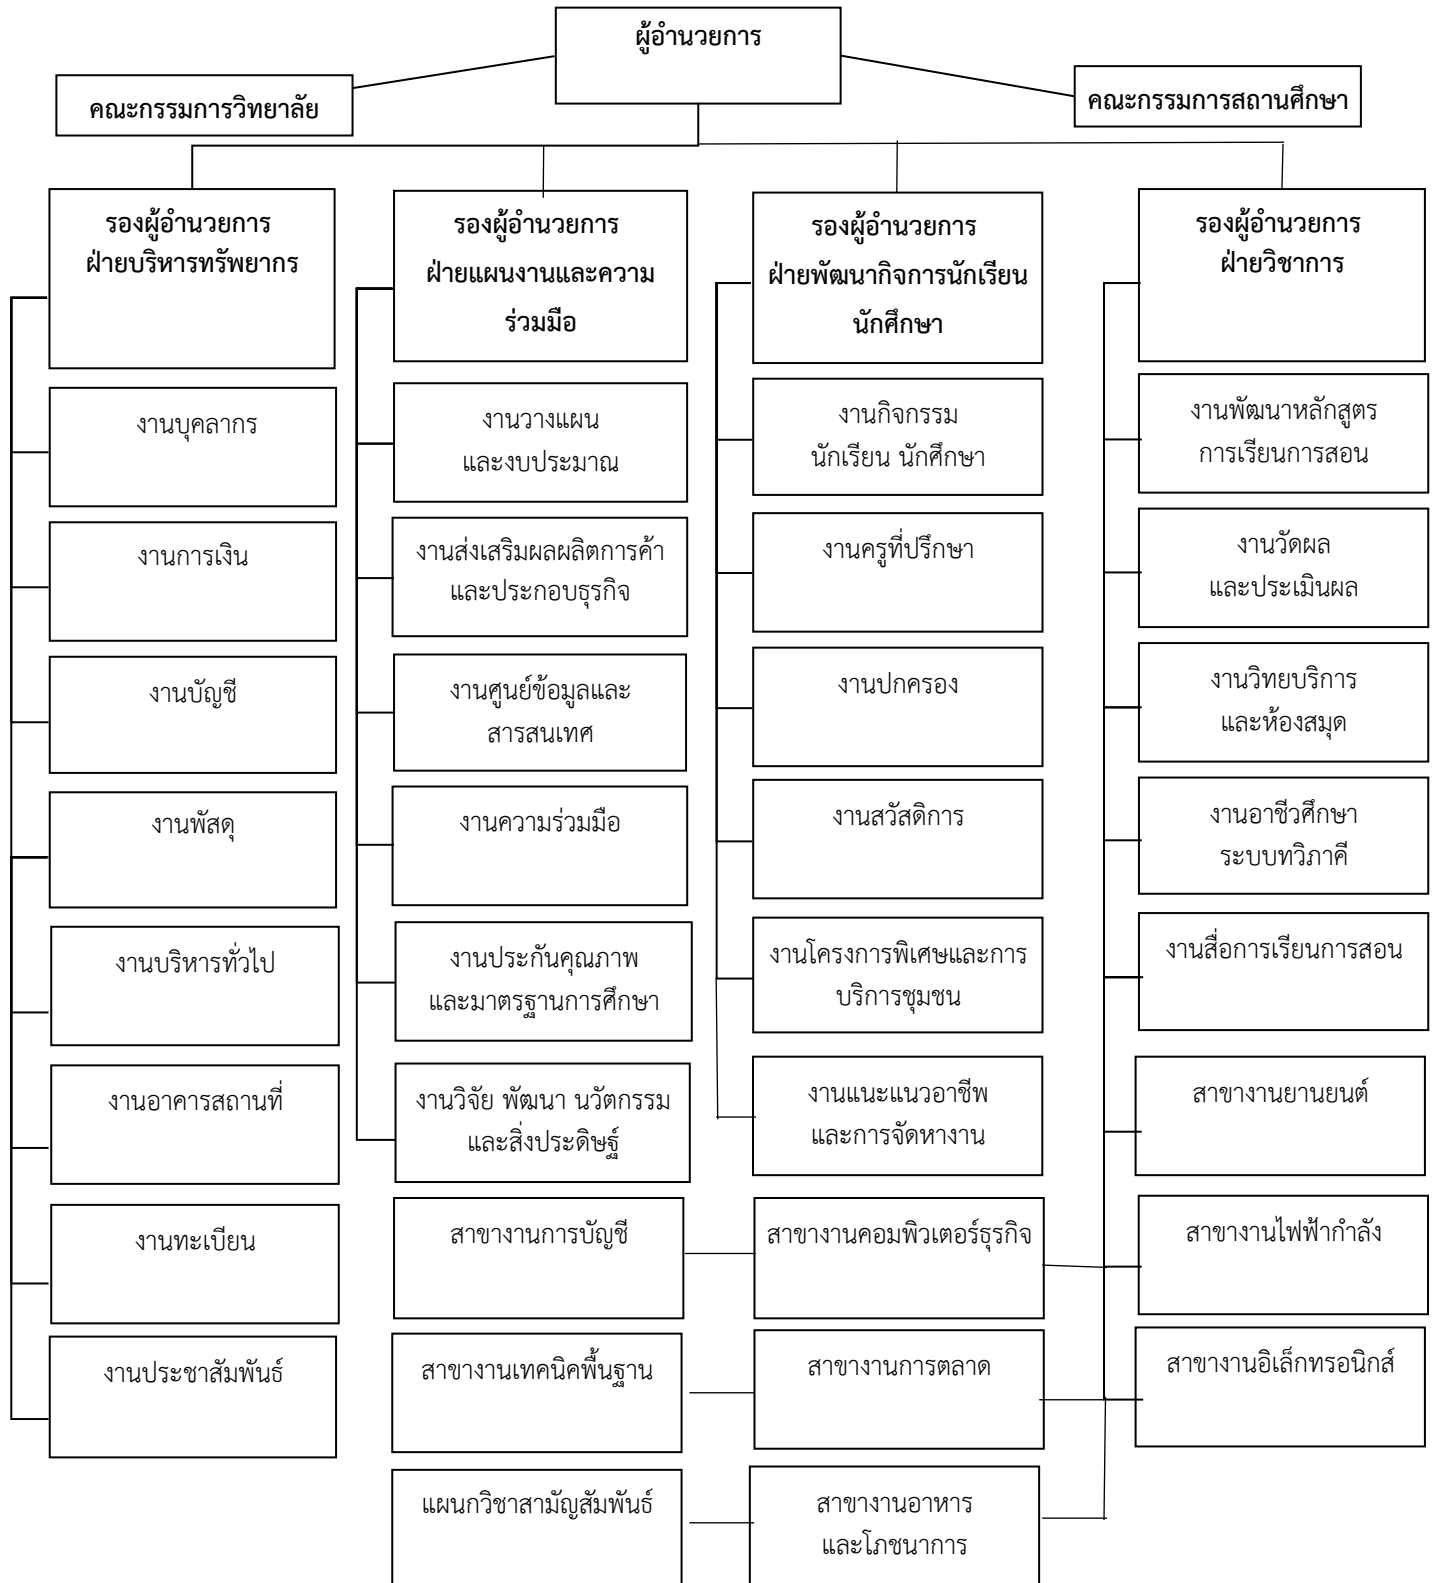 ผู้อำนวยการ
คณะกรรมการวิทยาลัย
คณะกรรมการสถานศึกษา
รองผู้อำนวยการ
ฝ่ายบริหารทรัพยากร
รองผู้อำนวยการ
ฝ่ายแผนงานและความ
ร่วมมือ
รองผู้อำนวยการ
ฝ่ายพัฒนากิจการนักเรียน
นักศึกษา
รองผู้อำนวยการ
ฝ่ายวิชาการ
งานบุคลากร
งานวางแผน
และงบประมาณ
งานกิจกรรม
นักเรียน นักศึกษา
งานพัฒนาหลักสูตร
การเรียนการสอน
งานการเงิน
งานส่งเสริมผลผลิตการค้า
และประกอบธุรกิจ
งานครูที่ปรึกษา
งานวัดผล
และประเมินผล
งานบัญชี
งานศูนย์ข้อมูลและ
สารสนเทศ
งานปกครอง
งานวิทยบริการ
และห้องสมุด
งานพัสดุ
งานความร่วมมือ
งานสวัสดิการ
งานอาชีวศึกษา
ระบบทวิภาคี
งานบริหารทั่วไป
งานประกันคุณภาพ
และมาตรฐานการศึกษา
งานโครงการพิเศษและการ
บริการชุมชน
งานสื่อการเรียนการสอน
งานอาคารสถานที่
งานวิจัย พัฒนา นวัตกรรม
และสิ่งประดิษฐ์
งานแนะแนวอาชีพ
และการจัดหางาน
สาขางานยานยนต์
งานทะเบียน
สาขางานการบัญชี
สาขางานคอมพิวเตอร์ธุรกิจ
สาขางานไฟฟ้ากำลัง
งานประชาสัมพันธ์
สาขางานเทคนิคพื้นฐาน
สาขางานการตลาด
สาขางานอิเล็กทรอนิกส์
แผนกวิชาสามัญสัมพันธ์
สาขางานอาหาร
และโภชนาการ